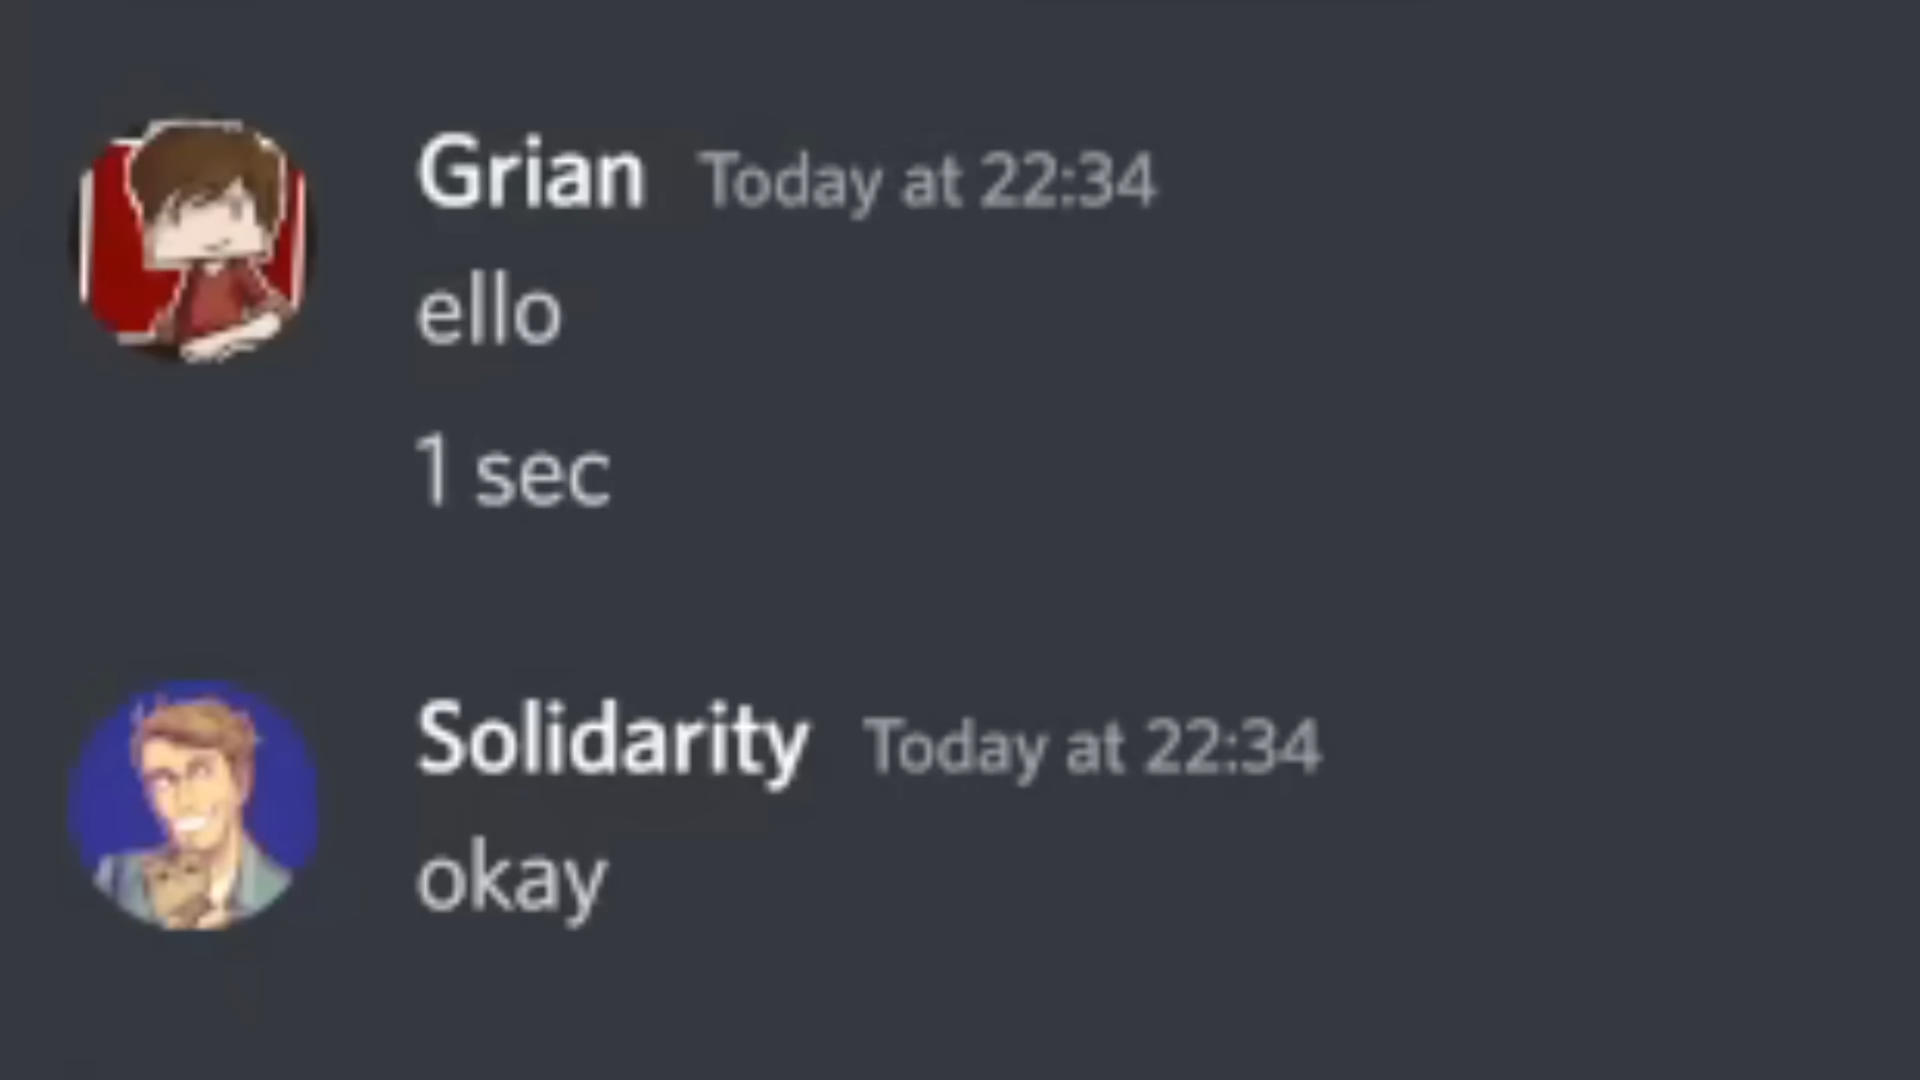 Grian Today at 22:34
ello
1 sec
Solidarity Today at 22:34
okay